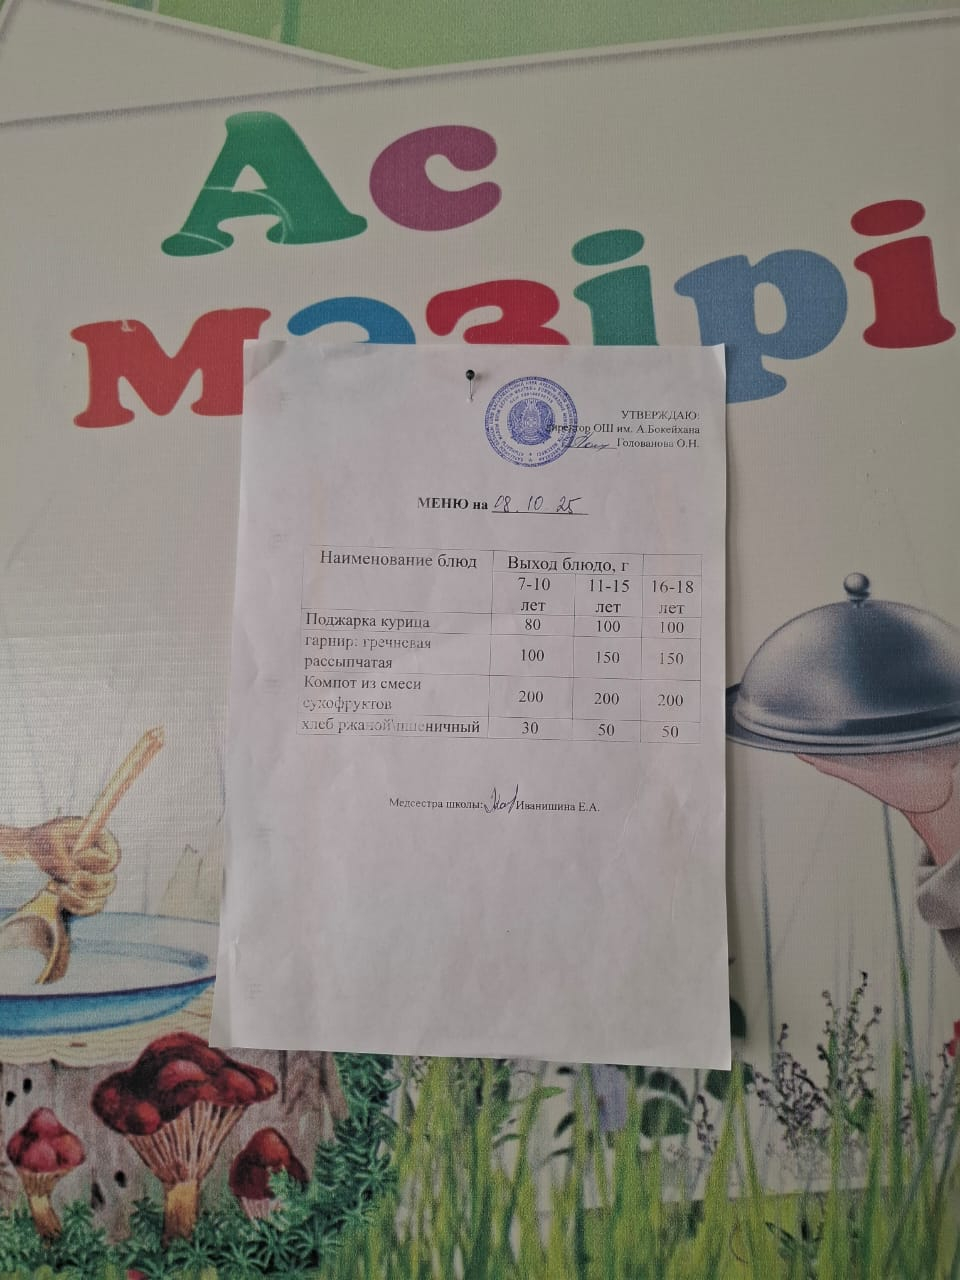 Ас
мәзірі
УТВЕРЖДАЮ:
директор ОШ им. А.Бокейхана
Голованова О.Н.
МЕНЮ на 08.10.25
Наименование блюд Выход блюдо, г
7-10 лет 11-15 лет 16-18 лет
Поджарка курица 80 100 100
гарнир: гречневая
рассыпчатая 100 150 150
Компот из смеси
сухофруктов 200 200 200
хлеб ржаной\пшеничный 30 50 50
Медсестра школы: Иванишина Е.А.